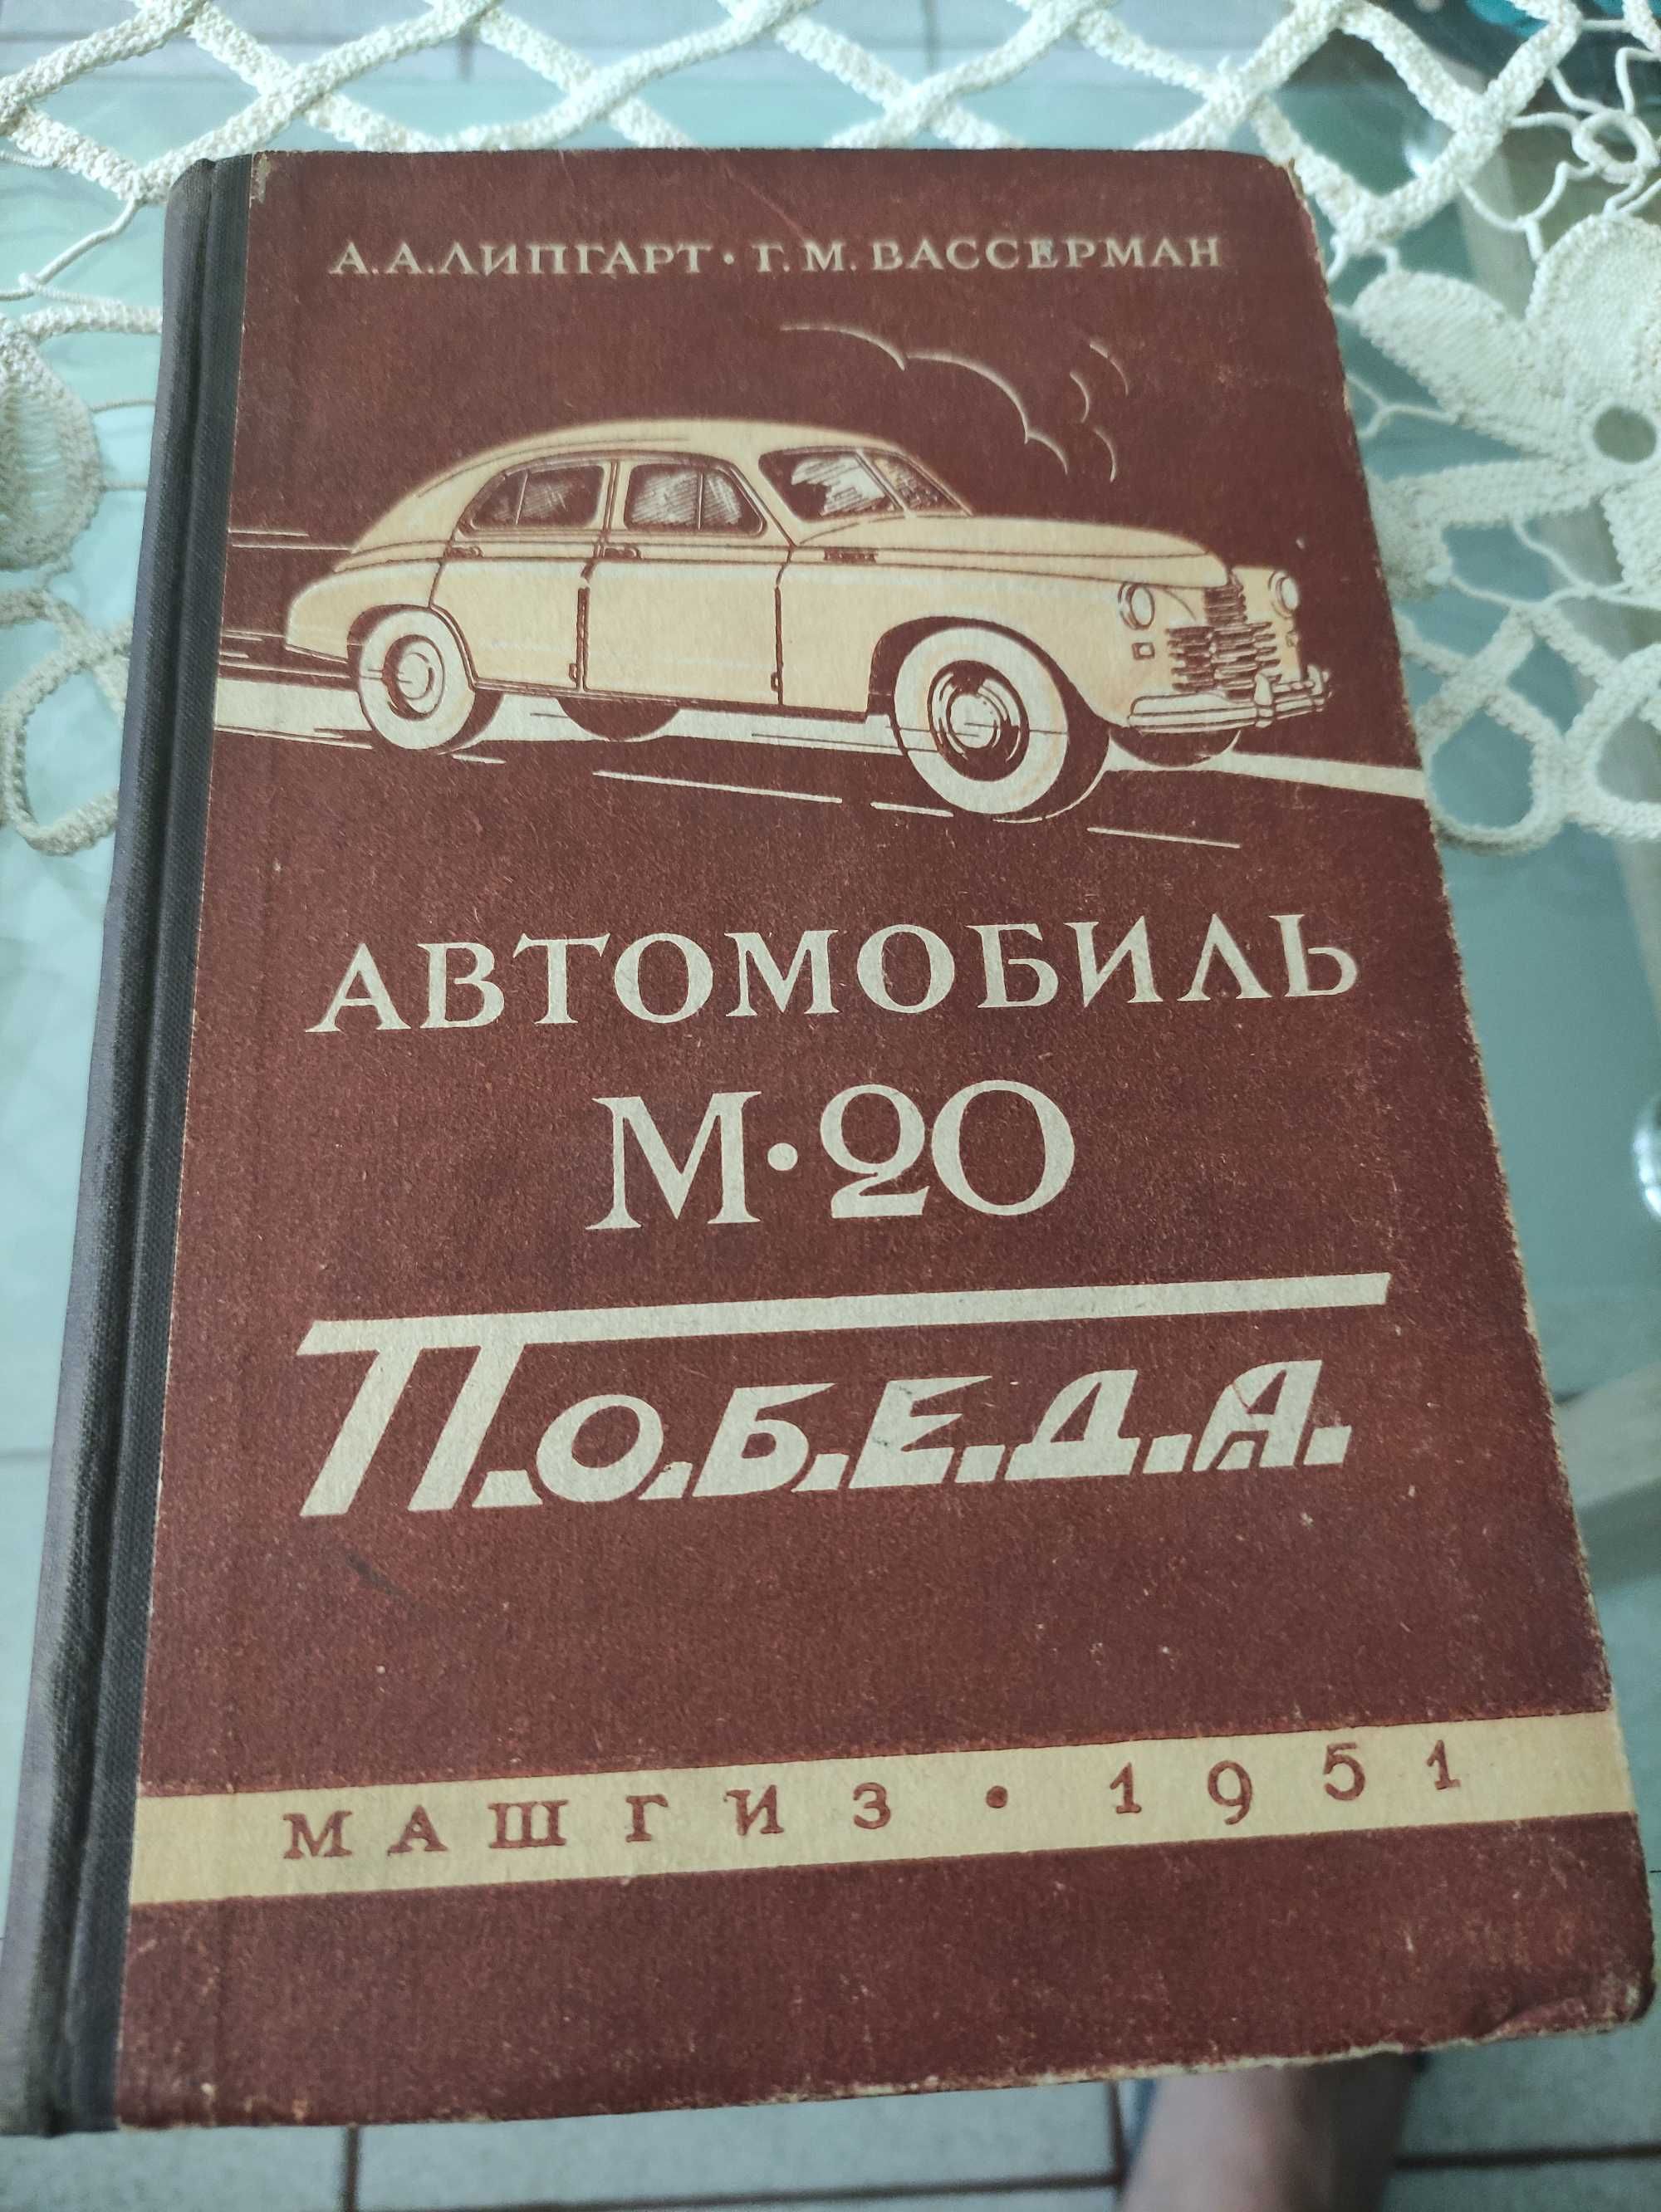 А. А. ЛИПГАРТ · Г. М. ВАССЕРМАН
АВТОМОБИЛЬ
М·20
П.О.Б.Е.Д.А.
МАШГИЗ • 1951